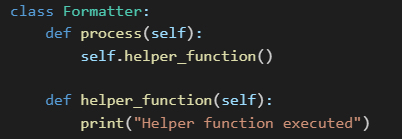 class Formatter:
    def process(self):
        self.helper_function()

    def helper_function(self):
        print("Helper function executed")